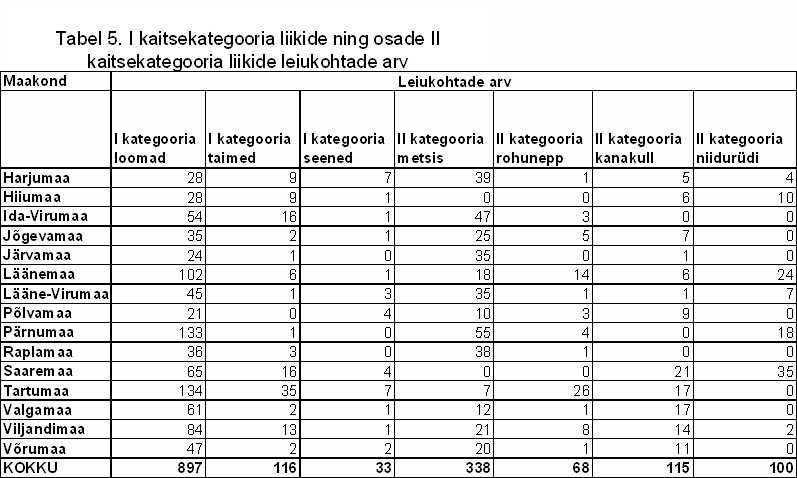 Tabel 5. I kaitsekategooria liikide ning osade II
kaitsekategooria liikide leiukohtade arv
Maakond Leiukohtade arv
I kategooria loomad I kategooria taimed I kategooria seened II kategooria metsis II kategooria rohunepp II kategooria kanakull II kategooria niidurüdi
Harjumaa 28 9 7 39 1 5 4
Hiiumaa 28 9 1 0 0 6 10
Ida-Virumaa 54 16 1 47 3 0 0
Jõgevamaa 35 2 1 25 5 7 0
Järvamaa 24 1 0 35 0 1 0
Läänemaa 102 6 1 18 14 6 24
Lääne-Virumaa 45 1 3 35 1 1 7
Põlvamaa 21 0 4 10 3 9 0
Pärnumaa 133 1 0 55 4 0 18
Raplamaa 36 3 0 38 1 0 0
Saaremaa 65 16 4 0 0 21 35
Tartumaa 134 35 7 7 26 17 0
Valgamaa 61 2 1 12 1 17 0
Viljandimaa 84 13 1 21 8 14 2
Võrumaa 47 2 2 20 1 11 0
KOKKU 897 116 33 338 68 115 100